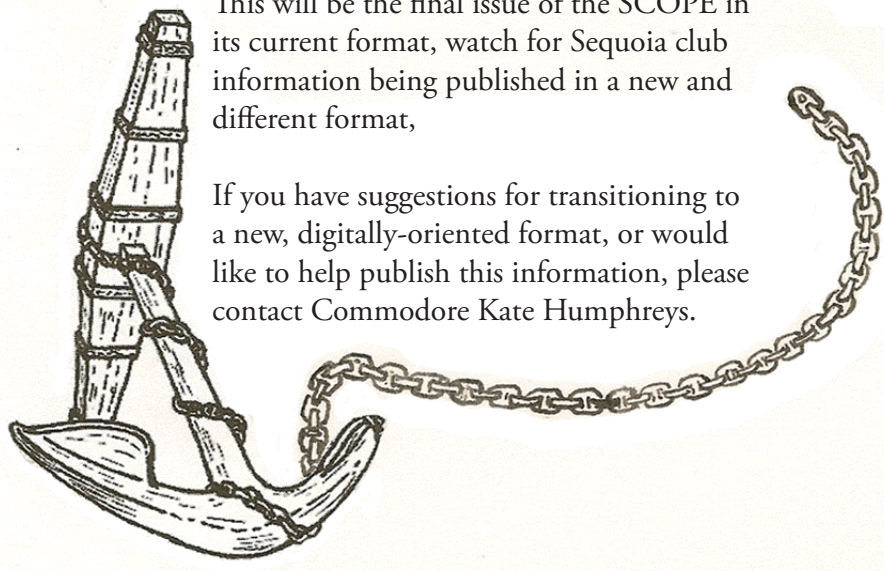 This will be the final issue of the SCOPE in
its current format, watch for Sequoia club
information being published in a new and
different format,
If you have suggestions for transitioning to
a new, digitally-oriented format, or would
like to help publish this information, please
contact Commodore Kate Humphreys.